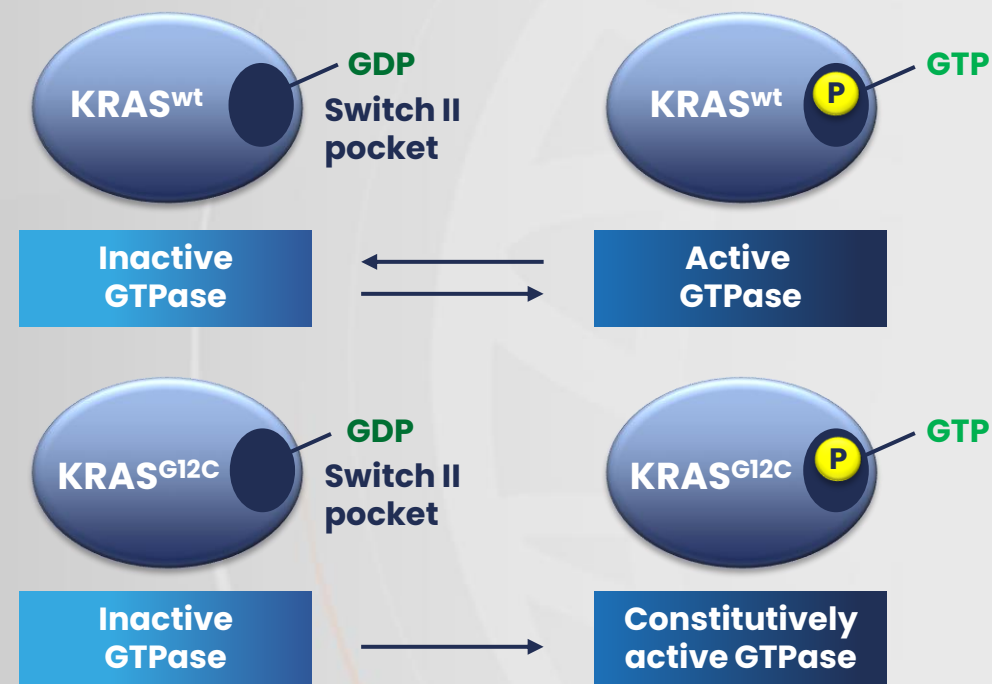 KRASwt
GDP
Switch II
pocket
KRASwt
P
GTP
Inactive
GTPase
Active
GTPase
KRASG12C
GDP
Switch II
pocket
KRASG12C
P
GTP
Inactive
GTPase
Constitutively
active GTPase